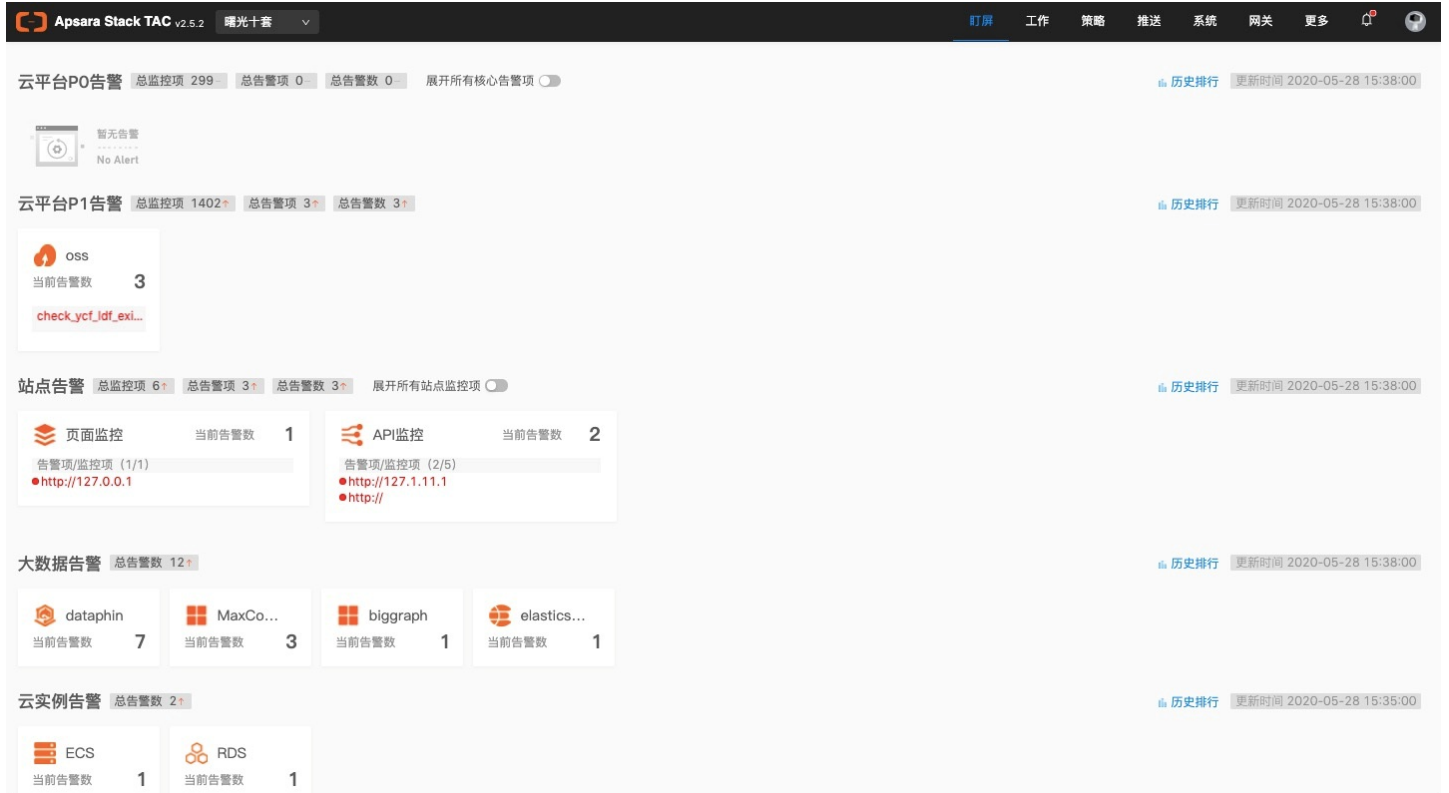 Apsara Stack TAC v2.5.2 曙光十套 盯屏 工作 策略 推送 系统 网关 更多
云平台P0告警 总监控项 299- 总告警项 0- 总告警数 0- 展开所有核心告警项 历史排行 更新时间 2020-05-28 15:38:00
暂无告警
No Alert
云平台P1告警 总监控项 1402↑ 总告警项 3↑ 总告警数 3↑ 历史排行 更新时间 2020-05-28 15:38:00
oss
当前告警数 3
check_ycf_ldf_exi...
站点告警 总监控项 6↑ 总告警项 3↑ 总告警数 3↑ 展开所有站点监控项 历史排行 更新时间 2020-05-28 15:38:00
页面监控 当前告警数 1 API监控 当前告警数 2
告警项/监控项（1/1） 告警项/监控项（2/5）
http://127.0.0.1 http://127.1.11.1
http://
大数据告警 总告警数 12↑ 历史排行 更新时间 2020-05-28 15:38:00
dataphin MaxCo... biggraph elastics...
当前告警数 7 当前告警数 3 当前告警数 1 当前告警数 1
云实例告警 总告警数 2↑ 历史排行 更新时间 2020-05-28 15:35:00
ECS RDS
当前告警数 1 当前告警数 1